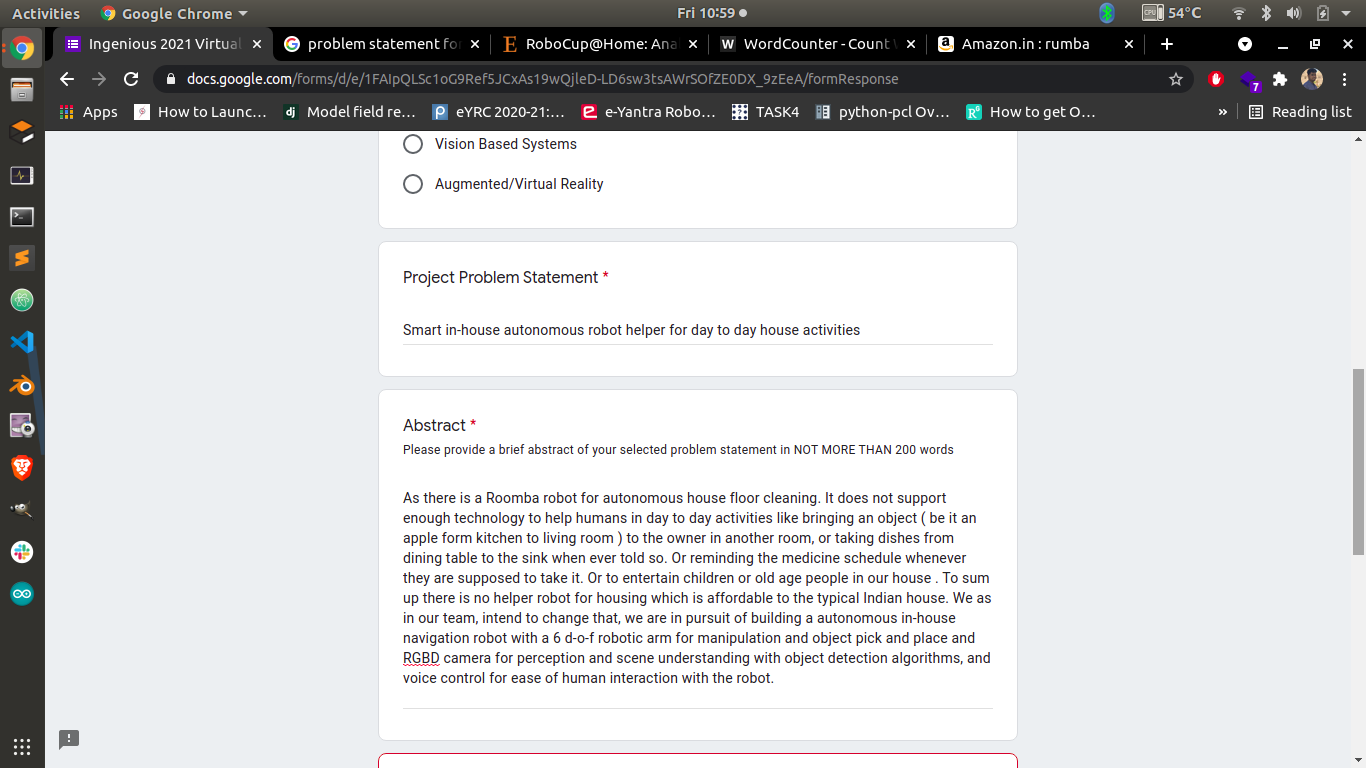 Activities
Google Chrome
Fri 10:59
54°C
Ingenious 2021 Virtual
problem statement fo
RoboCup@Home: Ana
WordCounter - Count
Amazon.in : rumba
docs.google.com/forms/d/e/1FAIpQLSc1oG9Ref5JCxAs19wQjleD-LD6sw3tsAWrSOfZE0DX_9zEeA/formResponse
7
Apps
How to Launc...
Model field re...
eYRC 2020-21:...
e-Yantra Robo...
TASK4
python-pcl Ov...
How to get O...
»
Reading list
Vision Based Systems
Augmented/Virtual Reality
Project Problem Statement *
Smart in-house autonomous robot helper for day to day house activities
Abstract *
Please provide a brief abstract of your selected problem statement in NOT MORE THAN 200 words
As there is a Roomba robot for autonomous house floor cleaning. It does not support
enough technology to help humans in day to day activities like bringing an object ( be it an
apple form kitchen to living room ) to the owner in another room, or taking dishes from
dining table to the sink when ever told so. Or reminding the medicine schedule whenever
they are supposed to take it. Or to entertain children or old age people in our house . To sum
up there is no helper robot for housing which is affordable to the typical Indian house. We as
in our team, intend to change that, we are in pursuit of building a autonomous in-house
navigation robot with a 6 d-o-f robotic arm for manipulation and object pick and place and
RGBD camera for perception and scene understanding with object detection algorithms, and
voice control for ease of human interaction with the robot.